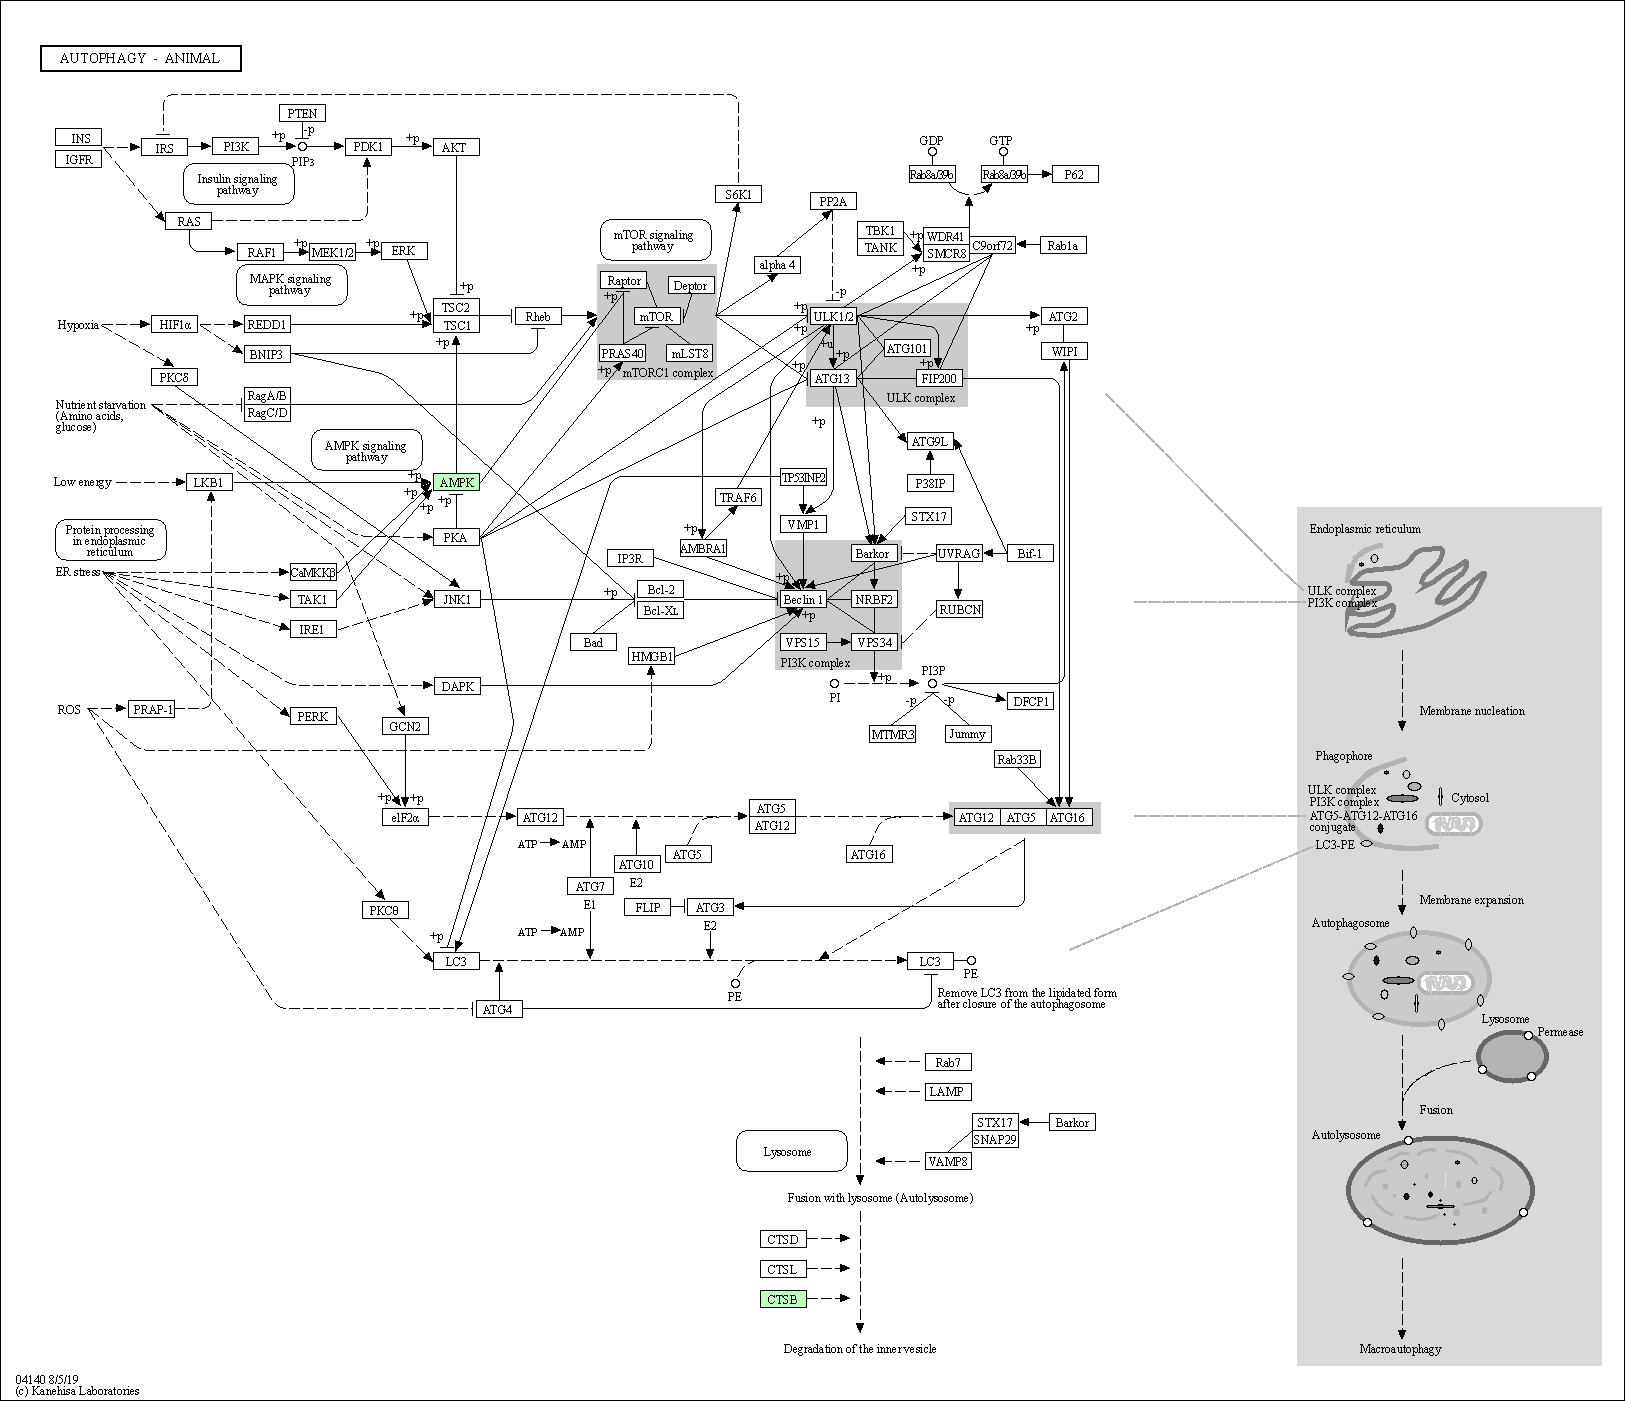 AUTOPHAGY - ANIMAL
PTEN
-p
INS
IGFR
IRS
PI3K
+p
PIP3
PDK1
+p
AKT
Insulin signaling
pathway
RAS
RAF1
+p
MEK1/2
+p
ERK
MAPK signaling
pathway
+p
TSC2
TSC1
+p
+p
Rheb
Hypoxia
HIF1α
REDD1
BNIP3
PKCδ
Nutrient starvation
(Amino acids,
glucose)
RagA/B
RagC/D
mTOR signaling
pathway
Raptor
+p
Deptor
mTOR
PRAS40
mLST8
+p
mTORC1 complex
S6K1
PP2A
alpha 4
-p
GDP
GTP
Rab8a/39b
Rab8a/39b
P62
TBK1
TANK
+p
WDR41
SMCR8
C9orf72
Rab1a
+p
+p
+p
ULK1/2
+u
+p
ATG101
+p
+p
ATG13
FIP200
ULK complex
+p
+p
ATG2
WIPI
ATG9L
P38IP
AMPK signaling
pathway
Low energy
LKB1
+p
+p
+p
+p
AMPK
PKA
Protein processing
in endoplasmic
reticulum
ER stress
CaMKKβ
TAK1
IRE1
JNK1
TP53INP2
TRAF6
VMP1
STX17
+p
AMBRA1
IP3R
Barkor
UVRAG
Bif-1
+p
Bcl-2
Bcl-XL
Bad
+p
Beclin 1
+p
NRBF2
RUBCN
HMGB1
VPS15
VPS34
PI3K complex
+p
PI
PI3P
DFCP1
-p
-p
MTMR3
Jummy
DAPK
ROS
PRAP-1
PERK
GCN2
+p
+p
eIF2α
ATG12
ATP
AMP
ATG7
E1
ATG10
E2
ATG5
ATG5
ATG12
ATG16
Rab33B
ATG12
ATG5
ATG16
PKCθ
FLIP
ATG3
E2
ATP
AMP
+p
LC3
PE
LC3
PE
ATG4
Remove LC3 from the lipidated form
after closure of the autophagosome
Rab7
LAMP
STX17
SNAP29
Barkor
VAMP8
Lysosome
Fusion with lysosome (Autolysosome)
CTSD
CTSL
CTSB
Degradation of the inner vesicle
Endoplasmic reticulum
ULK complex
PI3K complex
Membrane nucleation
Phagophore
ULK complex
PI3K complex
ATG5-ATG12-ATG16
conjugate
LC3-PE
Cytosol
Membrane expansion
Autophagosome
Lysosome
Permease
Fusion
Autolysosome
Macroautophagy
04140 8/5/19
(c) Kanehisa Laboratories